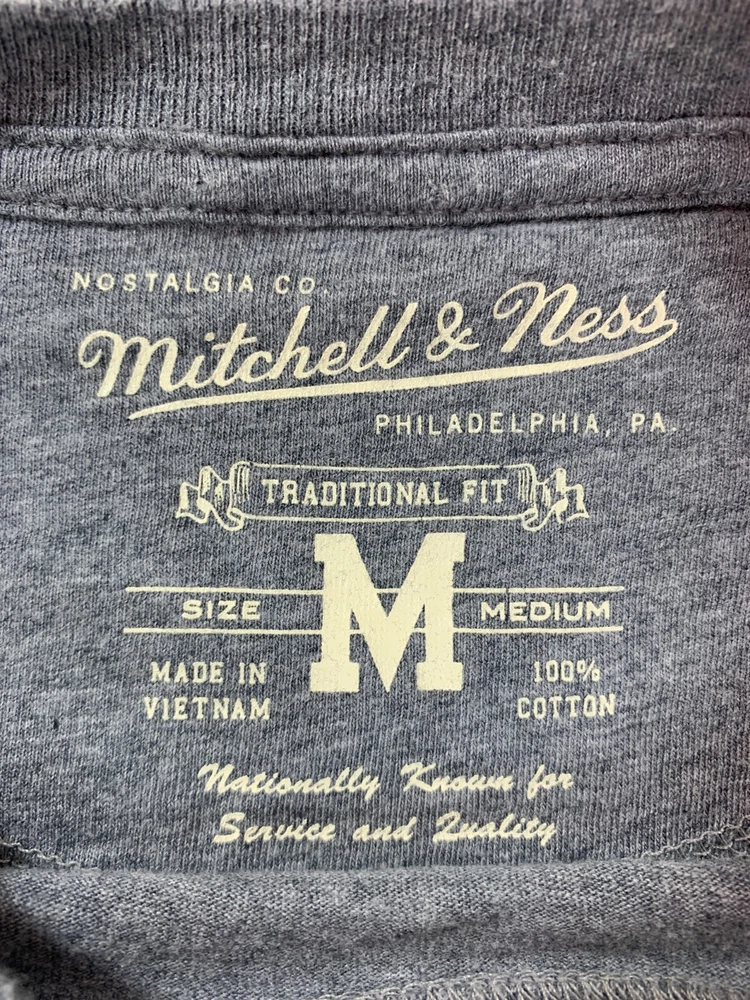 NOSTALGIA CO.
Mitchell & Ness
PHILADELPHIA, PA.
TRADITIONAL FIT
M
SIZE MEDIUM
MADE IN
VIETNAM
100%
COTTON
Nationally Known for
Service and Quality